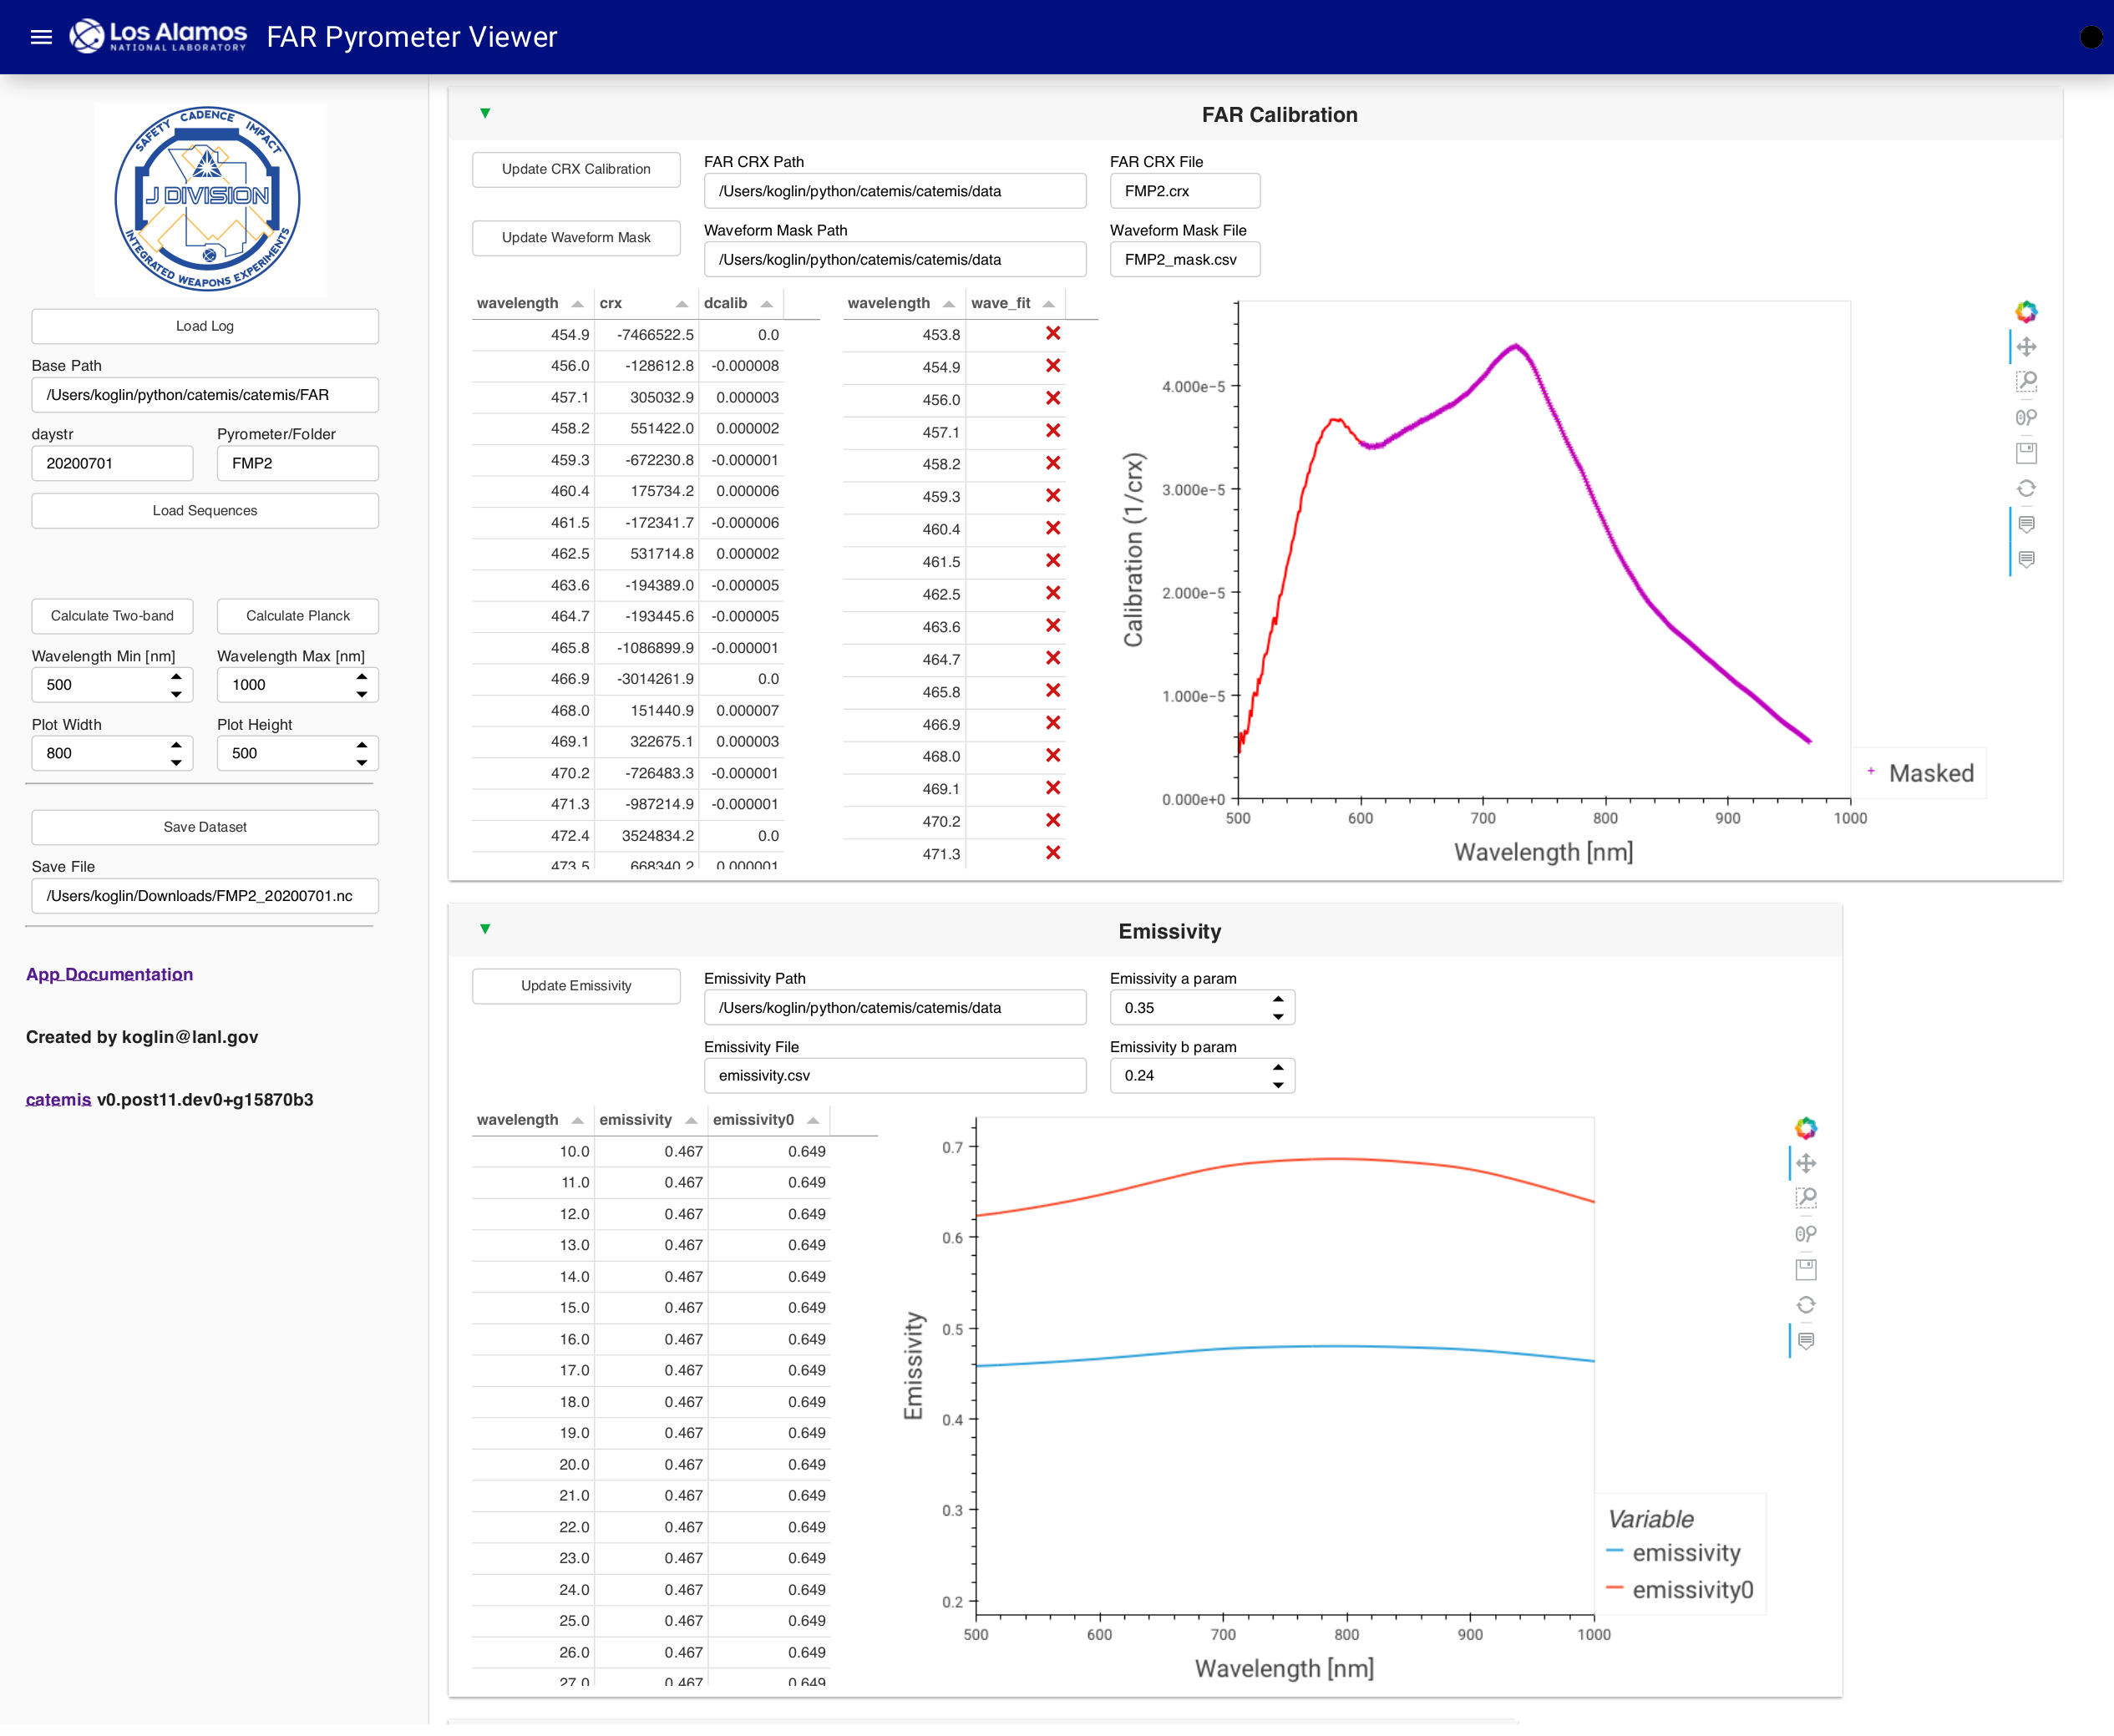 Los Alamos
NATIONAL LABORATORY
FAR Pyrometer Viewer
SAFETY CADENCE IMPACT
J DIVISION
INTEGRATED WEAPONS EXPERIMENTS
Load Log
Base Path
/Users/koglin/python/catemis/catemis/FAR
daystr Pyrometer/Folder
20200701 FMP2
Load Sequences
Calculate Two-band Calculate Planck
Wavelength Min [nm] Wavelength Max [nm]
500 1000
Plot Width Plot Height
800 500
Save Dataset
Save File
/Users/koglin/Downloads/FMP2_20200701.nc
App Documentation
Created by koglin@lanl.gov
catemis v0.post11.dev0+g15870b3
FAR Calibration
Update CRX Calibration
FAR CRX Path
/Users/koglin/python/catemis/catemis/data
FAR CRX File
FMP2.crx
Update Waveform Mask
Waveform Mask Path
/Users/koglin/python/catemis/catemis/data
Waveform Mask File
FMP2_mask.csv
wavelength crx dcalib
454.9 -7466522.5 0.0
456.0 -128612.8 -0.000008
457.1 305032.9 0.000003
458.2 551422.0 0.000002
459.3 -672230.8 -0.000001
460.4 175734.2 0.000006
461.5 -172341.7 -0.000006
462.5 531714.8 0.000002
463.6 -194389.0 -0.000005
464.7 -193445.6 -0.000005
465.8 -1086899.9 -0.000001
466.9 -3014261.9 0.0
468.0 151440.9 0.000007
469.1 322675.1 0.000003
470.2 -726483.3 -0.000001
471.3 -987214.9 -0.000001
472.4 3524834.2 0.0
473.5 668340.2 0.000001
wavelength wave_fit
453.8
454.9
456.0
457.1
458.2
459.3
460.4
461.5
462.5
463.6
464.7
465.8
466.9
468.0
469.1
470.2
471.3
Calibration (1/crx)
4.000e-5
3.000e-5
2.000e-5
1.000e-5
0.000e+0
500 600 700 800 900 1000
Wavelength [nm]
Masked
Emissivity
Update Emissivity
Emissivity Path
/Users/koglin/python/catemis/catemis/data
Emissivity a param
0.35
Emissivity File
emissivity.csv
Emissivity b param
0.24
wavelength emissivity emissivity0
10.0 0.467 0.649
11.0 0.467 0.649
12.0 0.467 0.649
13.0 0.467 0.649
14.0 0.467 0.649
15.0 0.467 0.649
16.0 0.467 0.649
17.0 0.467 0.649
18.0 0.467 0.649
19.0 0.467 0.649
20.0 0.467 0.649
21.0 0.467 0.649
22.0 0.467 0.649
23.0 0.467 0.649
24.0 0.467 0.649
25.0 0.467 0.649
26.0 0.467 0.649
27.0 0.467 0.649
Emissivity
0.7
0.6
0.5
0.4
0.3
0.2
500 600 700 800 900 1000
Wavelength [nm]
Variable
emissivity
emissivity0